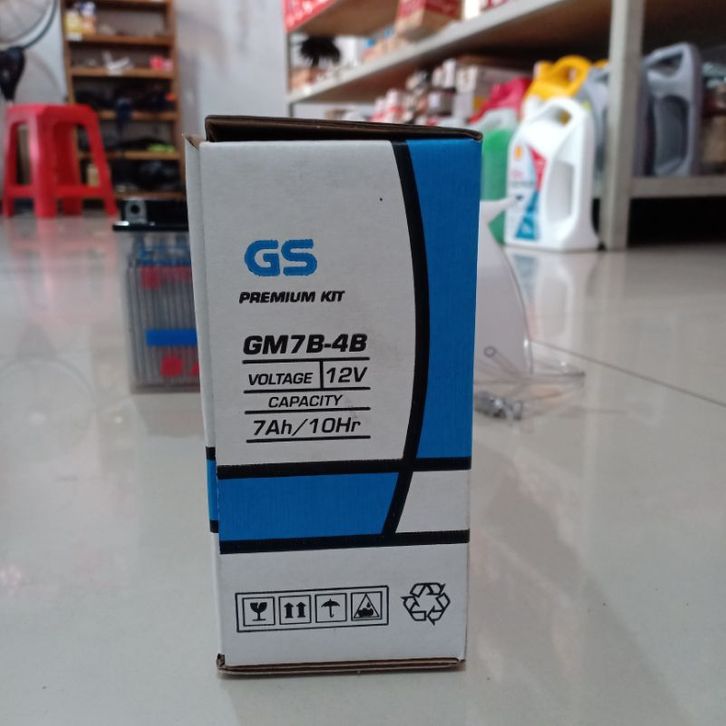 GS
PREMIUM KIT
GM7B-4B
VOLTAGE 12V
CAPACITY
7Ah/10Hr